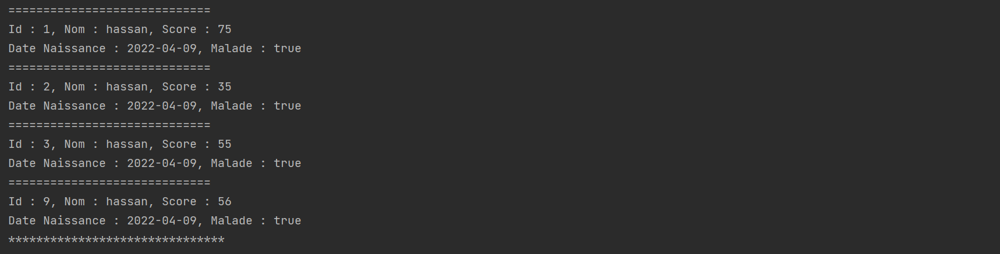 =============================
Id : 1, Nom : hassan, Score : 75
Date Naissance : 2022-04-09, Malade : true
=============================
Id : 2, Nom : hassan, Score : 35
Date Naissance : 2022-04-09, Malade : true
=============================
Id : 3, Nom : hassan, Score : 55
Date Naissance : 2022-04-09, Malade : true
=============================
Id : 9, Nom : hassan, Score : 56
Date Naissance : 2022-04-09, Malade : true
*******************************